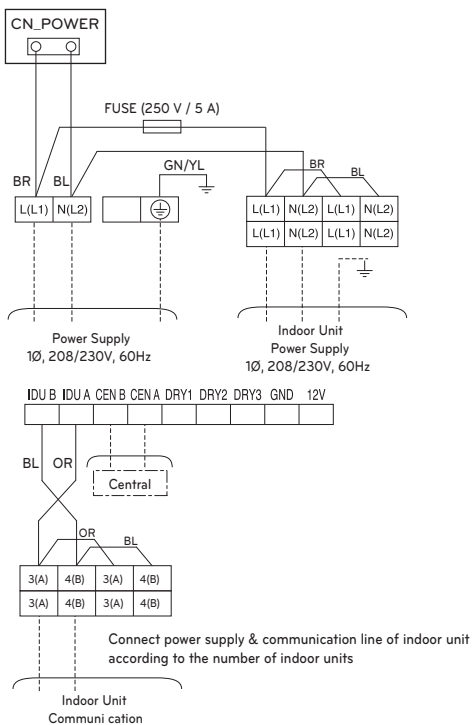 CN_POWER
FUSE (250 V / 5 A)
GN/YL
BR BL
BR
BL
L(L1) N(L2)
L(L1) N(L2) L(L1) N(L2)
L(L1) N(L2) L(L1) N(L2)
Power Supply
1Ø, 208/230V, 60Hz
Indoor Unit
Power Supply
1Ø, 208/230V, 60Hz
IDU B IDU A CEN B CEN A DRY1 DRY2 DRY3 GND 12V
BL OR
Central
OR
BL
3(A) 4(B) 3(A) 4(B)
3(A) 4(B) 3(A) 4(B)
Connect power supply & communication line of indoor unit
according to the number of indoor units
Indoor Unit
Communi cation